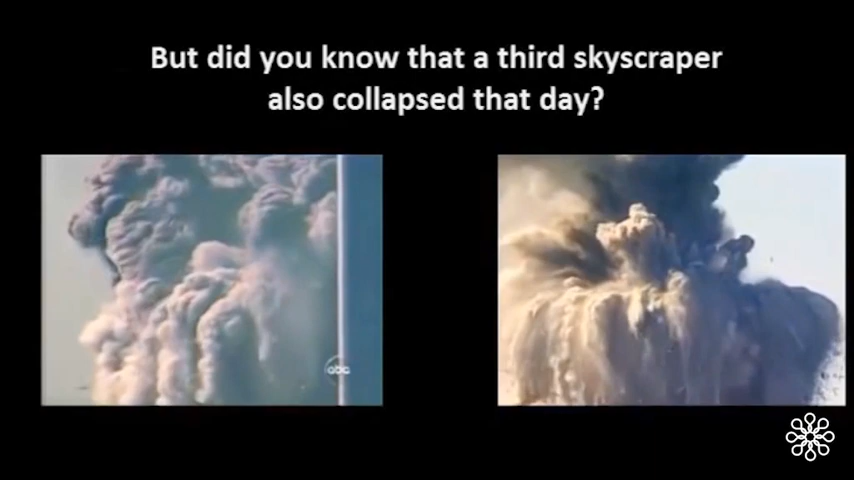 But did you know that a third skyscraper
also collapsed that day?
abc